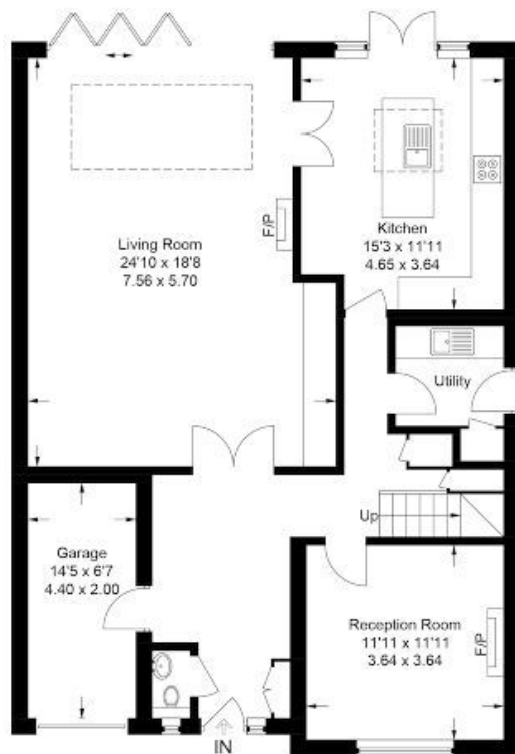 Living Room
24'10 x 18'8
7.56 x 5.70
F/P
Kitchen
15'3 x 11'11
4.65 x 3.64
Utility
Up
Garage
14'5 x 6'7
4.40 x 2.00
Reception Room
11'11 x 11'11
3.64 x 3.64
F/P
IN